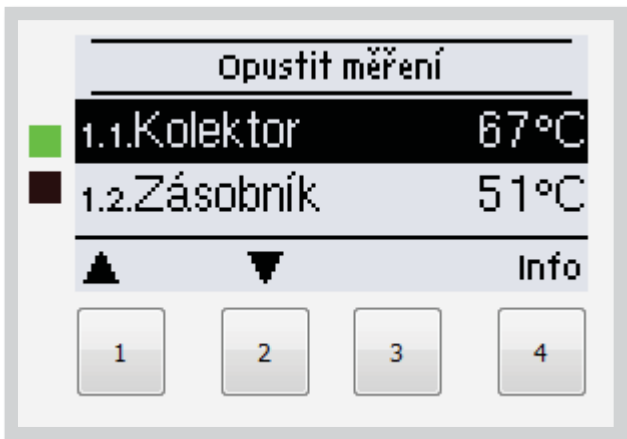 Opustit měření
1.1.Kolektor 67°C
1.2.Zásobník 51°C
▲ ▼ Info
1 2 3 4